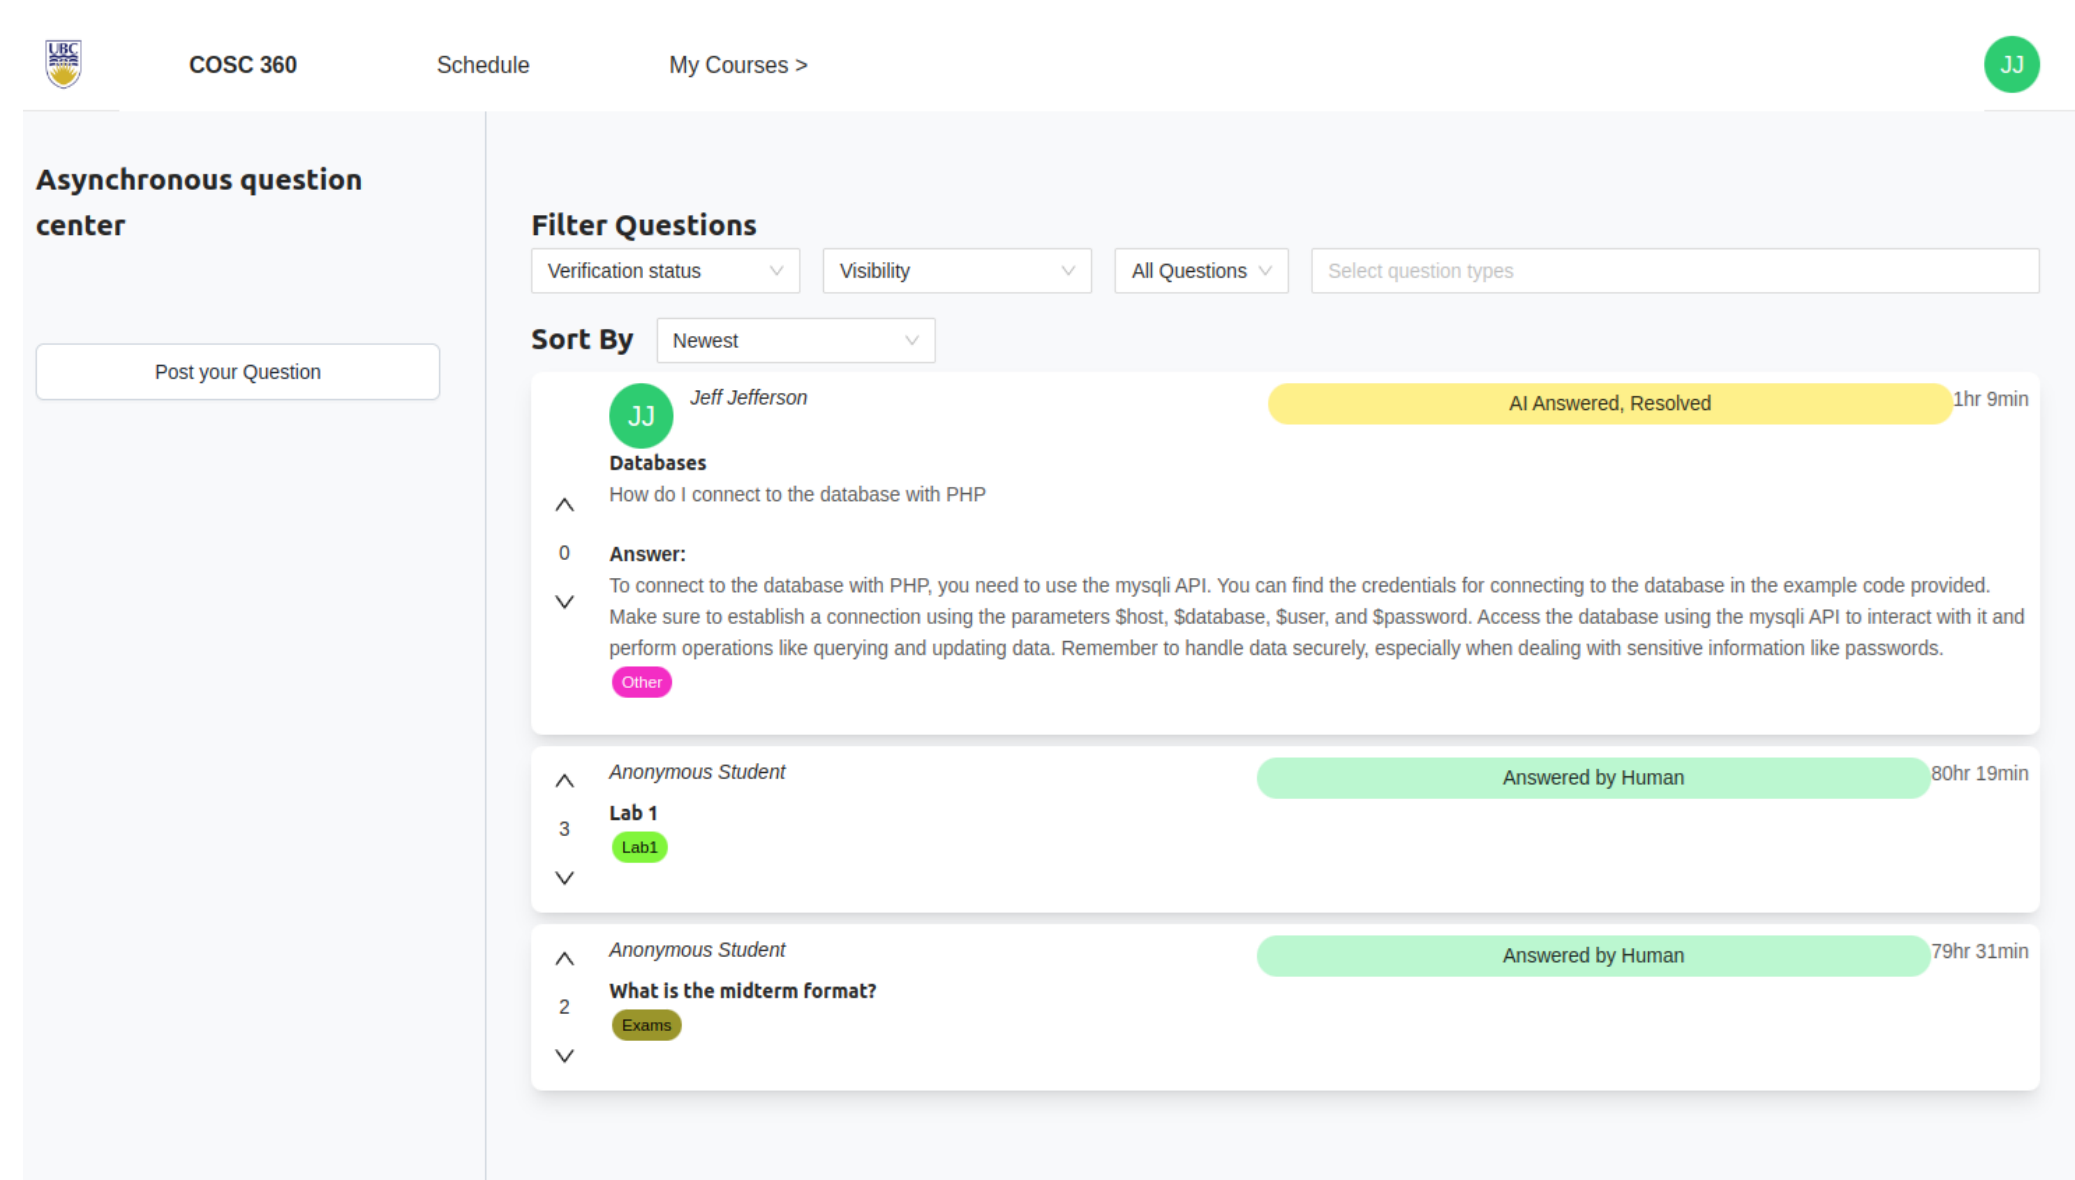 UBC
COSC 360
Schedule
My Courses >
JJ
Asynchronous question
center
Post your Question
Filter Questions
Verification status
Visibility
All Questions
Select question types
Sort By
Newest
JJ
Jeff Jefferson
AI Answered, Resolved
1hr 9min
Databases
How do I connect to the database with PHP
0
Answer:
To connect to the database with PHP, you need to use the mysqli API. You can find the credentials for connecting to the database in the example code provided.
Make sure to establish a connection using the parameters $host, $database, $user, and $password. Access the database using the mysqli API to interact with it and
perform operations like querying and updating data. Remember to handle data securely, especially when dealing with sensitive information like passwords.
Other
Anonymous Student
Answered by Human
80hr 19min
Lab 1
3
Lab1
Anonymous Student
Answered by Human
79hr 31min
What is the midterm format?
2
Exams